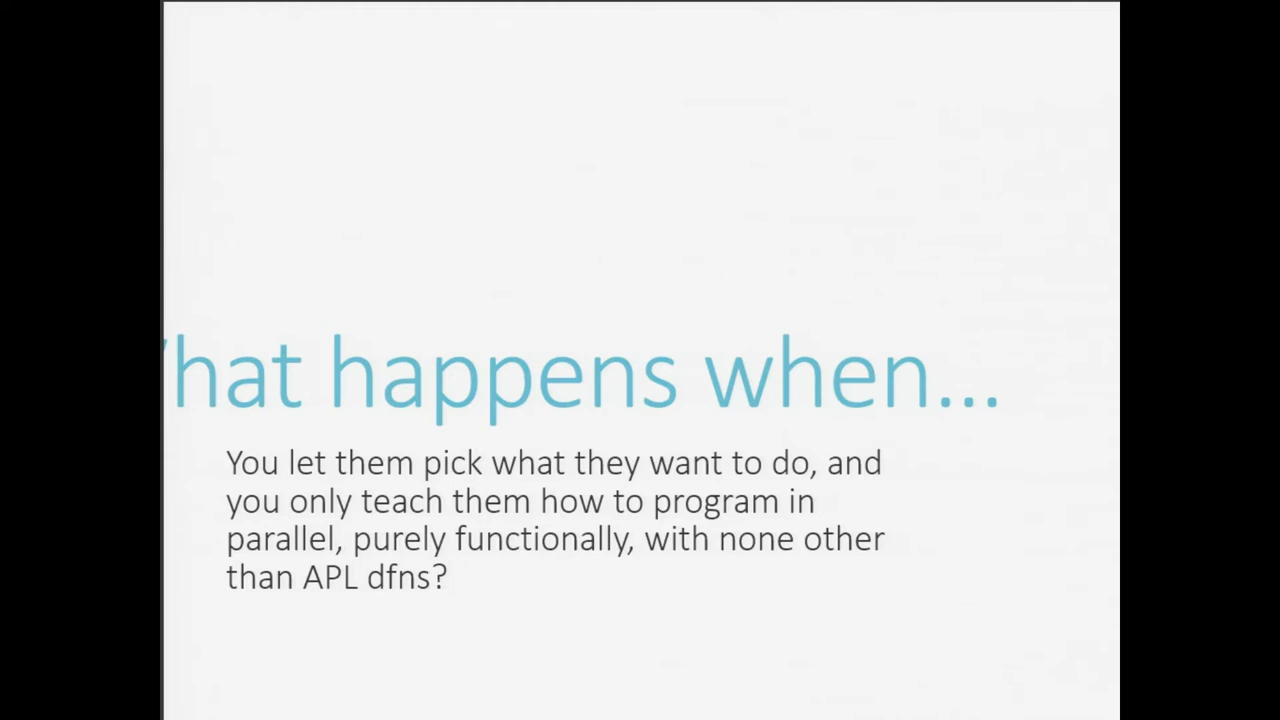 hat happens when...
You let them pick what they want to do, and
you only teach them how to program in
parallel, purely functionally, with none other
than APL dfns?